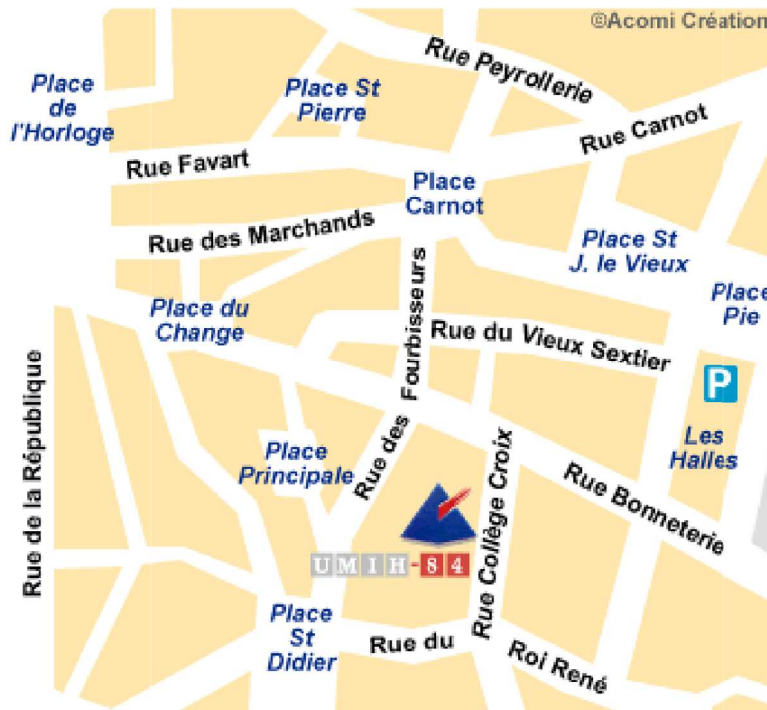 ©Acomi Création
Rue Peyrollerie
Place
de
l'Horloge
Place St
Pierre
Rue Carnot
Rue Favart
Place
Carnot
Rue des Marchands
Place St
J. le Vieux
Place
Pie
Place du
Change
Rue des Fourbisseurs
Rue du Vieux Sextier
P
Les
Halles
Rue de la République
Place
Principale
Rue Collège Croix
Rue Bonneterie
UMIH-84
Place
St
Didier
Rue du Roi René